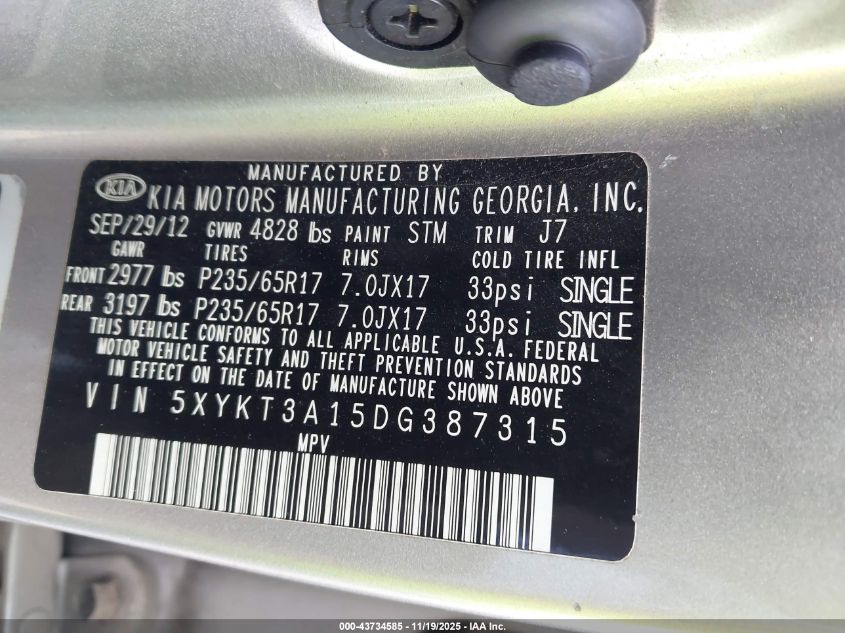 MANUFACTURED BY
KIA KIA MOTORS MANUFACTURING GEORGIA, INC.
SEP/29/12 GVWR 4828 lbs PAINT STM TRIM J7
GAWR TIRES RIMS COLD TIRE INFL
FRONT 2977 lbs P235/65R17 7.0JX17 33psi SINGLE
REAR 3197 lbs P235/65R17 7.0JX17 33psi SINGLE
THIS VEHICLE CONFORMS TO ALL APPLICABLE U.S.A. FEDERAL
MOTOR VEHICLE SAFETY AND THEFT PREVENTION STANDARDS
IN EFFECT ON THE DATE OF MANUFACTURE SHOWN ABOVE.
VIN 5XYKT3A15DG387315
MPV
000-43734585 - 11/19/2025 - IAA Inc.